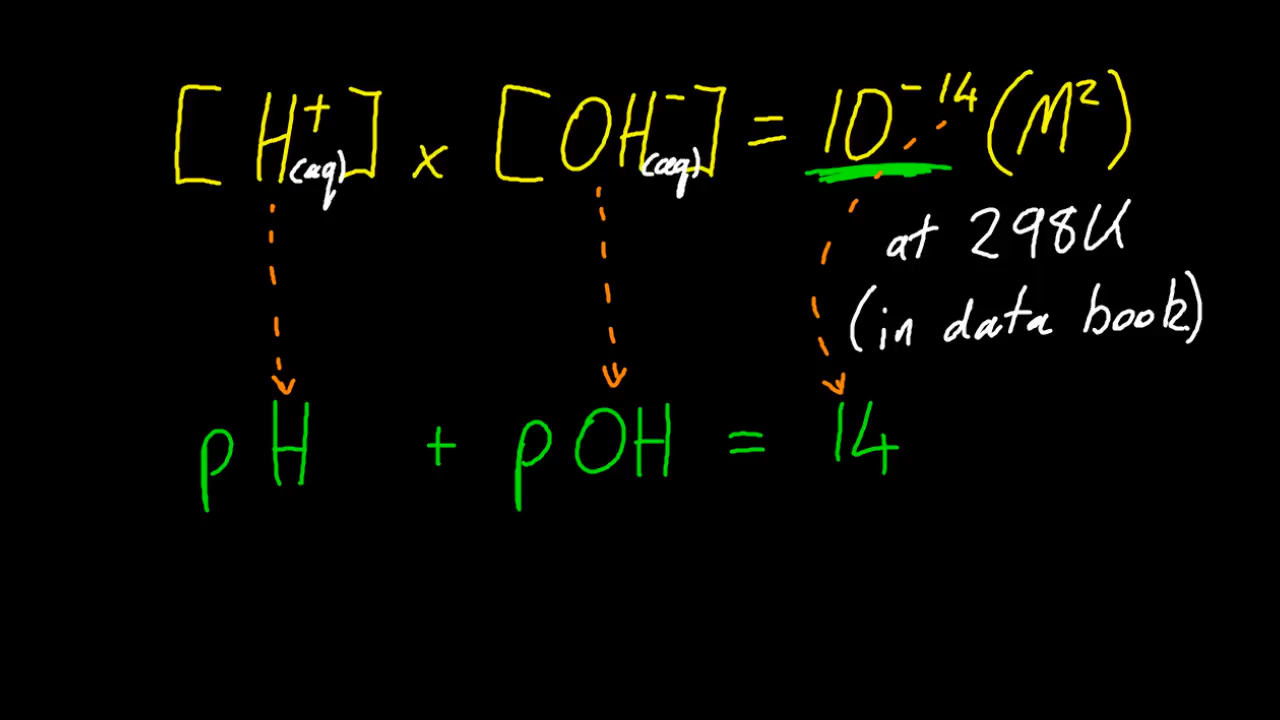 [H⁺(aq)] x [OH⁻(aq)] = 10⁻¹⁴ (M²)
at 298K
(in data book)
pH + pOH = 14